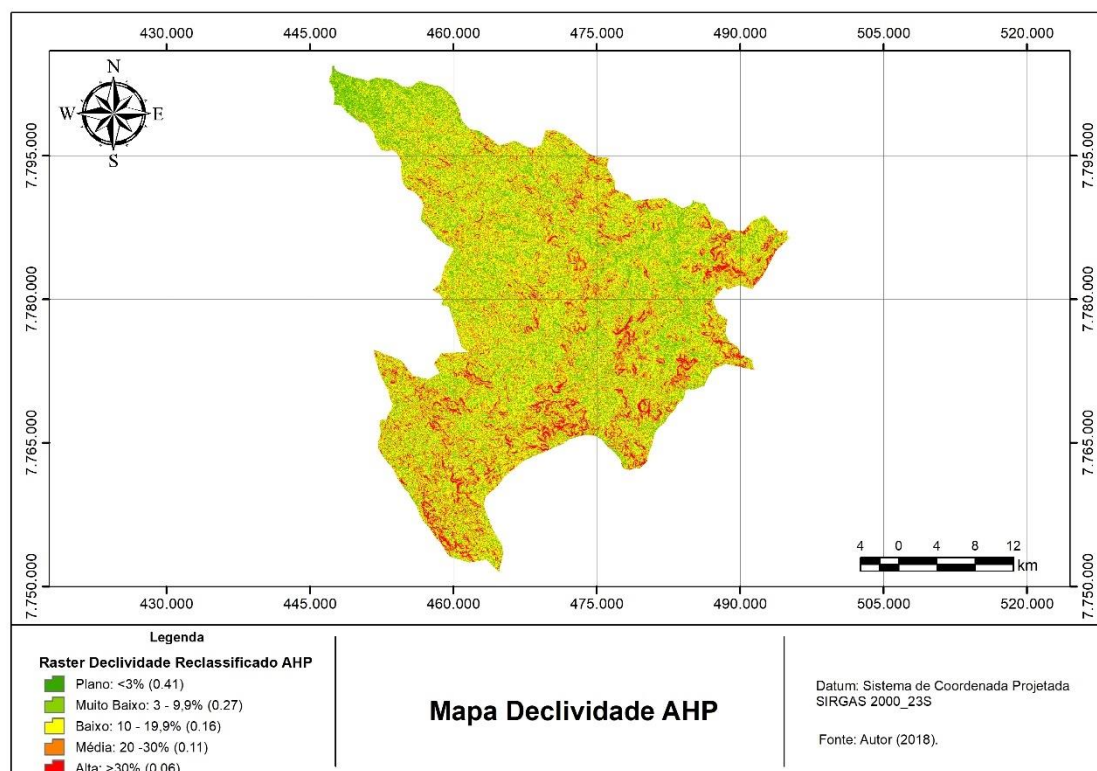 430.000 445.000 460.000 475.000 490.000 505.000 520.000
N
W E
S
7.795.000 7.795.000
7.780.000 7.780.000
7.765.000 7.765.000
7.750.000 7.750.000
4 0 4 8 12
km
430.000 445.000 460.000 475.000 490.000 505.000 520.000
Legenda
Raster Declividade Reclassificado AHP
Plano: <3% (0.41)
Muito Baixo: 3 - 9,9% (0.27)
Baixo: 10 - 19,9% (0.16)
Média: 20 -30% (0.11)
Alta: >30% (0.06)
Mapa Declividade AHP
Datum: Sistema de Coordenada Projetada
SIRGAS 2000_23S
Fonte: Autor (2018).